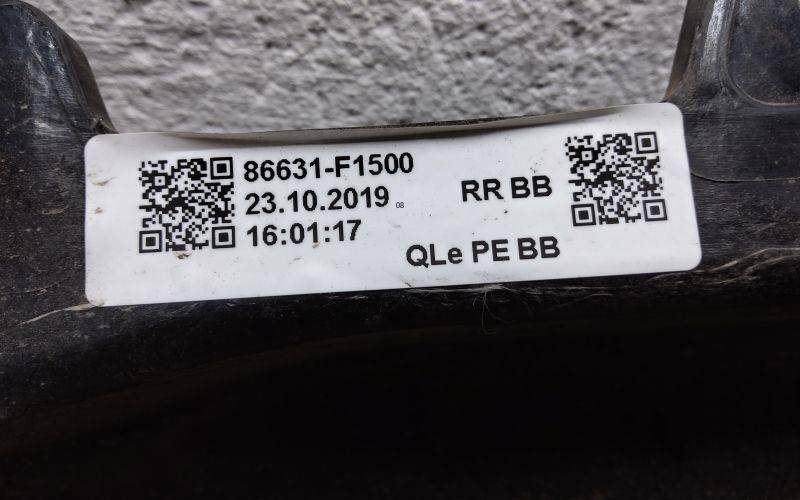 86631-F1500
23.10.2019 08
16:01:17
RR BB
QLe PE BB